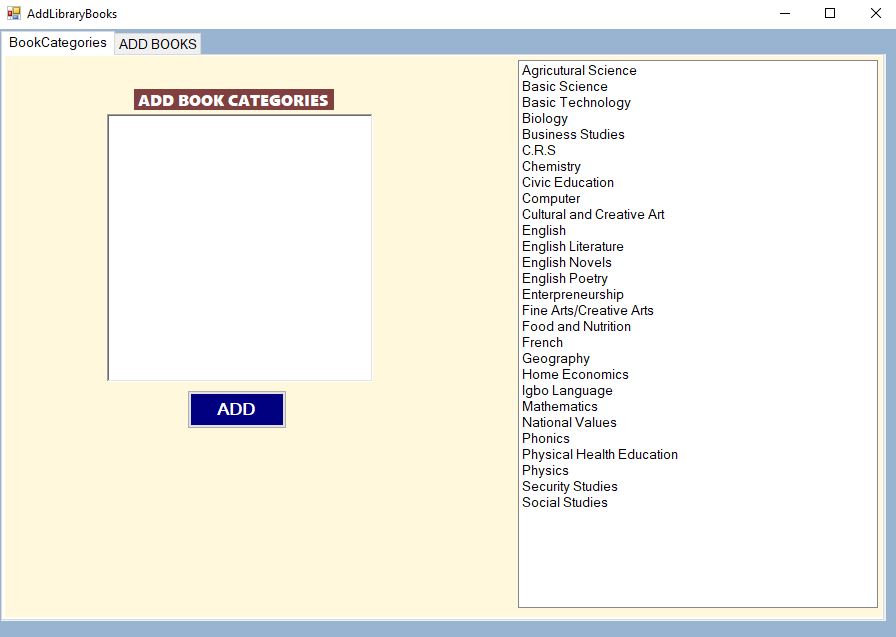 AddLibraryBooks
BookCategories
ADD BOOKS
ADD BOOK CATEGORIES
ADD
Agricutural Science
Basic Science
Basic Technology
Biology
Business Studies
C.R.S
Chemistry
Civic Education
Computer
Cultural and Creative Art
English
English Literature
English Novels
English Poetry
Enterpreneurship
Fine Arts/Creative Arts
Food and Nutrition
French
Geography
Home Economics
Igbo Language
Mathematics
National Values
Phonics
Physical Health Education
Physics
Security Studies
Social Studies